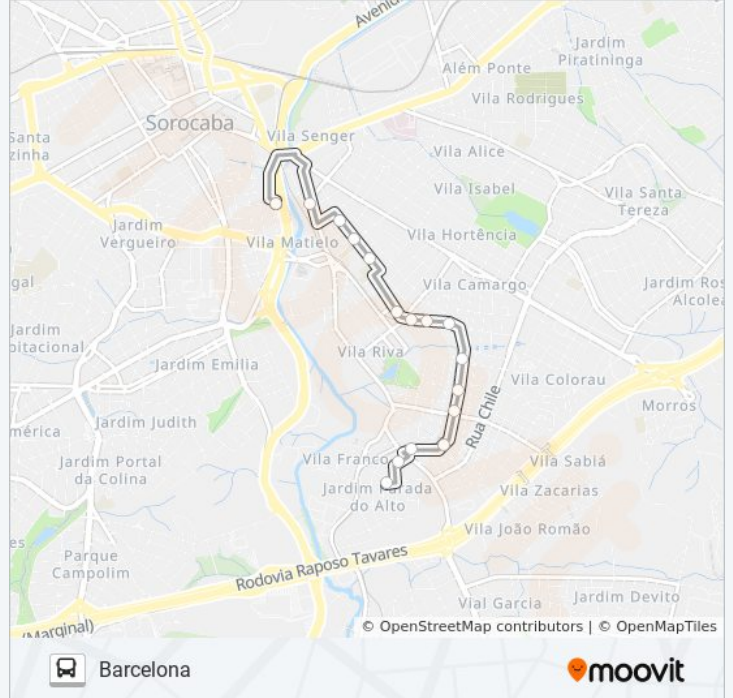 Avenid
Jardim
Piratininga
Além Ponte
Vila Rodrigues
Sorocaba
Vila Senger
Santa
zinha
Vila Alice
Vila Isabel
Vila Santa
Tereza
Jardim
Vergueiro
Vila Matielo
Vila Hortência
gal
Vila Camargo
Jardim Ros
Alcolea
Jardim
bitacional
Jardim Emilia
Vila Riva
Vila Colorau
Morros
mérica
Jardim Judith
Rua Chile
Jardim Portal
da Colina
Vila Franco
Vila Sabiá
Jardim Parada
do Alto
Vila Zacarias
Vila João Romão
es
Parque
Campolim
Rodovia Raposo Tavares
Vial Garcia
Jardim Devito
(Marginal)
© OpenStreetMap contributors | © OpenMapTiles
Barcelona
moovit